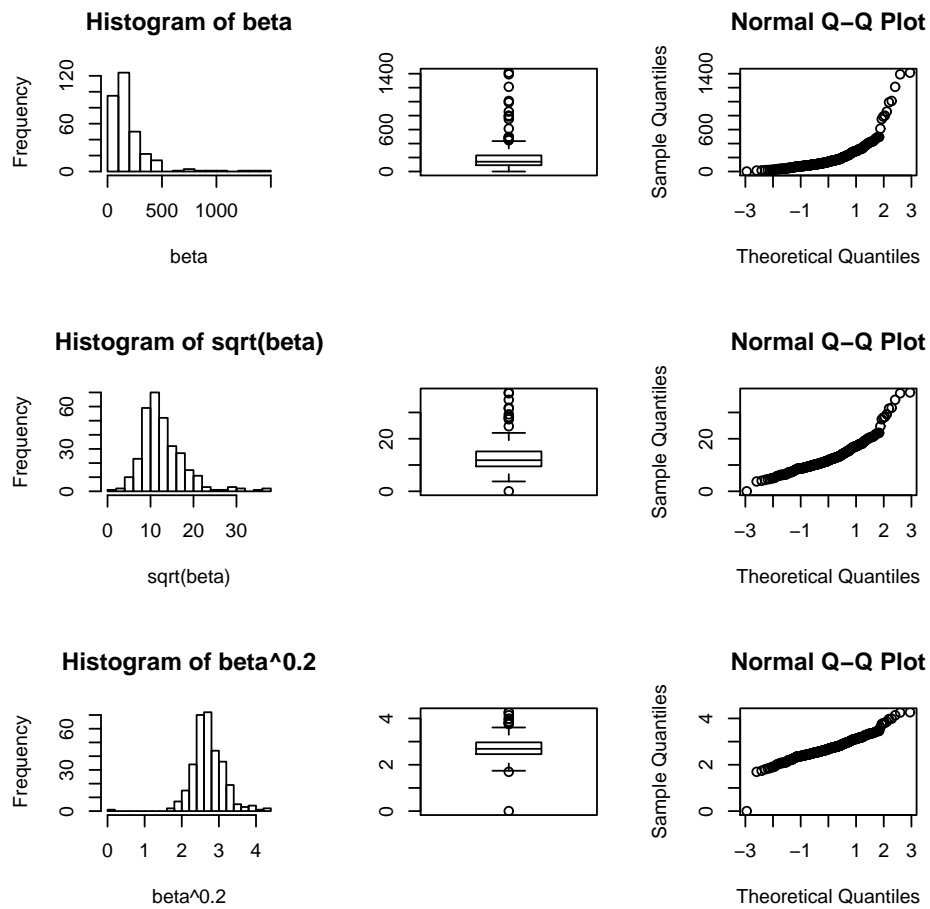 Histogram of beta
Frequency
0 60 120
0 500 1000
beta
0 600 1400
Normal Q−Q Plot
Sample Quantiles
0 600 1400
−3 −1 1 2 3
Theoretical Quantiles
Histogram of sqrt(beta)
Frequency
0 30 60
0 10 20 30
sqrt(beta)
0 20
Normal Q−Q Plot
Sample Quantiles
0 20
−3 −1 1 2 3
Theoretical Quantiles
Histogram of beta^0.2
Frequency
0 30 60
0 1 2 3 4
beta^0.2
0 2 4
Normal Q−Q Plot
Sample Quantiles
0 2 4
−3 −1 1 2 3
Theoretical Quantiles